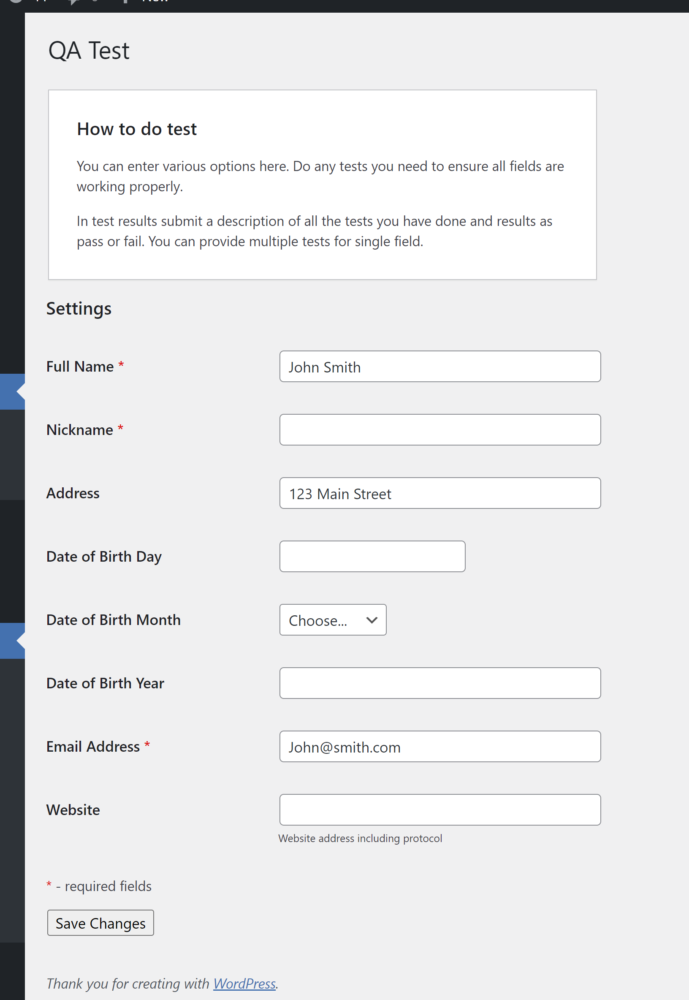 New
QA Test
How to do test
You can enter various options here. Do any tests you need to ensure all fields are
working properly.
In test results submit a description of all the tests you have done and results as
pass or fail. You can provide multiple tests for single field.
Settings
Full Name * John Smith
Nickname *
Address 123 Main Street
Date of Birth Day
Date of Birth Month Choose...
Date of Birth Year
Email Address * John@smith.com
Website
Website address including protocol
* - required fields
Save Changes
Thank you for creating with WordPress.